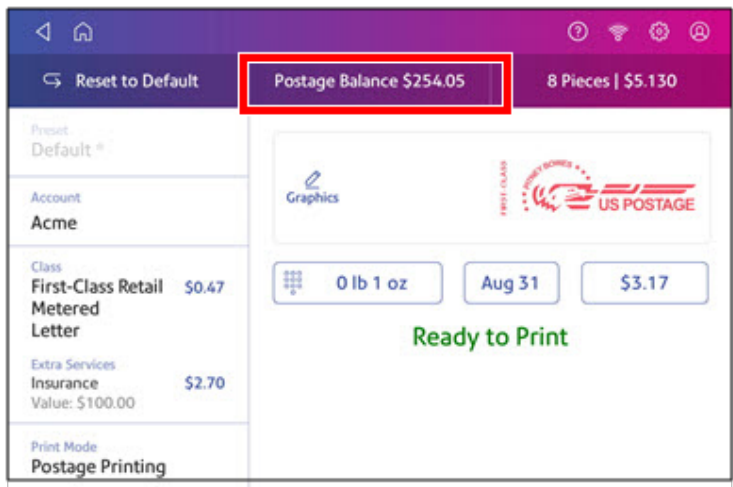 Reset to Default
Postage Balance $254.05
8 Pieces | $5.130
Preset
Default *
Account
Acme
Class
First-Class Retail $0.47
Metered
Letter
Extra Services
Insurance $2.70
Value: $100.00
Print Mode
Postage Printing
Graphics
FIRST-CLASS
PITNEY BOWES
US POSTAGE
0 lb 1 oz
Aug 31
$3.17
Ready to Print